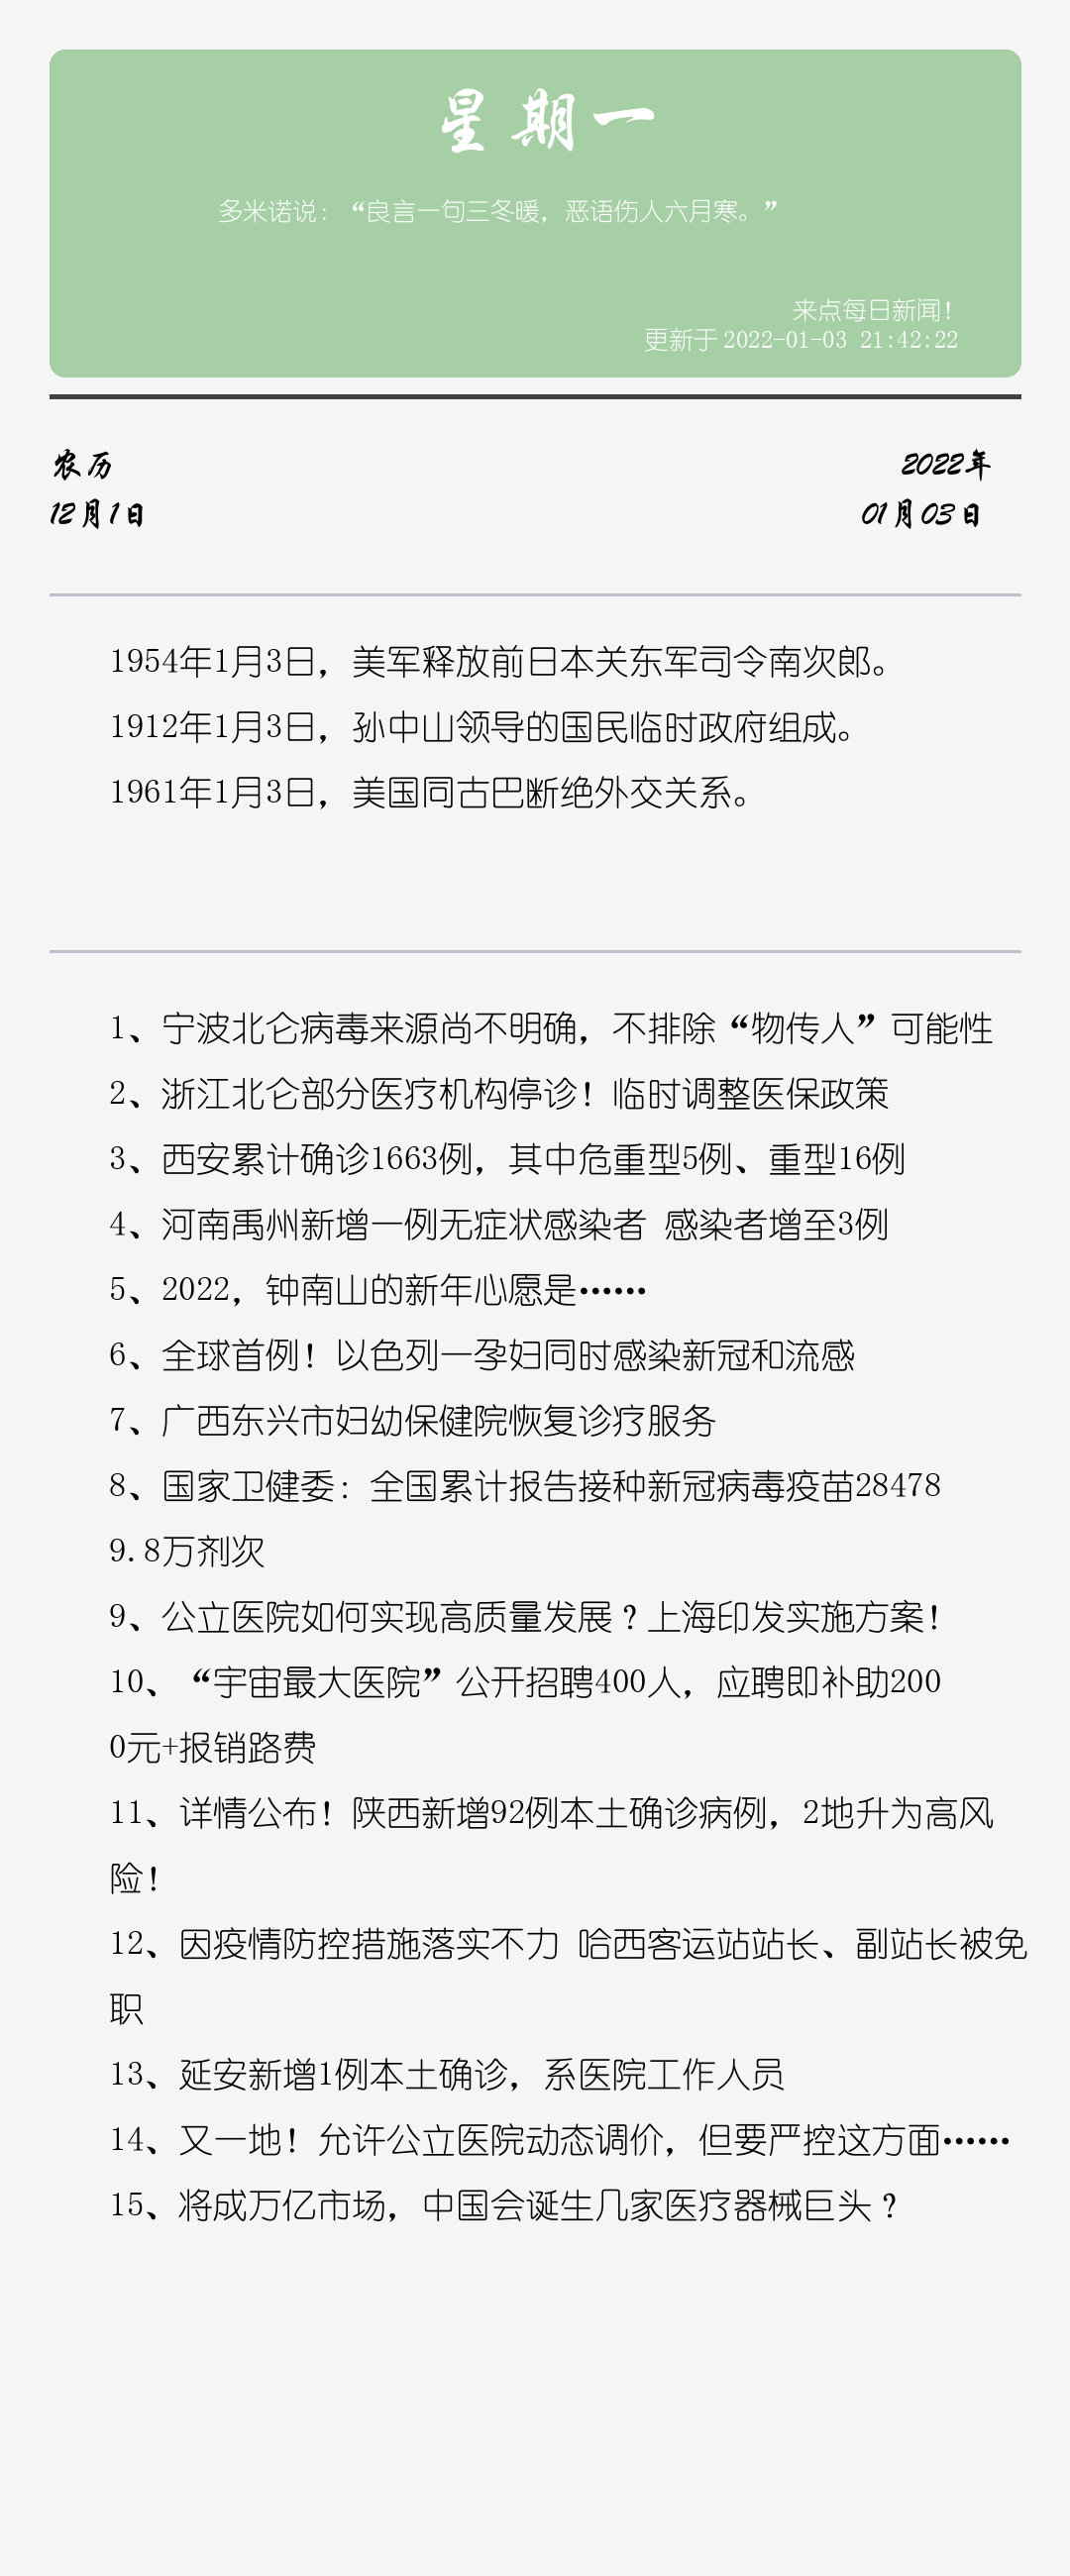 星期一
多米诺说：“良言一句三冬暖，恶语伤人六月寒。”
来点每日新闻！
更新于 2022-01-03 21:42:22
农历
2022年
12月1日
01月03日
1954年1月3日，美军释放前日本关东军司令南次郎。
1912年1月3日，孙中山领导的国民临时政府组成。
1961年1月3日，美国同古巴断绝外交关系。
1、宁波北仑病毒来源尚不明确，不排除“物传人”可能性
2、浙江北仑部分医疗机构停诊！临时调整医保政策
3、西安累计确诊1663例，其中危重型5例、重型16例
4、河南禹州新增一例无症状感染者 感染者增至3例
5、2022，钟南山的新年心愿是……
6、全球首例！以色列一孕妇同时感染新冠和流感
7、广西东兴市妇幼保健院恢复诊疗服务
8、国家卫健委：全国累计报告接种新冠病毒疫苗28478
9.8万剂次
9、公立医院如何实现高质量发展？上海印发实施方案！
10、“宇宙最大医院”公开招聘400人，应聘即补助200
0元+报销路费
11、详情公布！陕西新增92例本土确诊病例，2地升为高风
险！
12、因疫情防控措施落实不力 哈西客运站站长、副站长被免
职
13、延安新增1例本土确诊，系医院工作人员
14、又一地！允许公立医院动态调价，但要严控这方面……
15、将成万亿市场，中国会诞生几家医疗器械巨头？